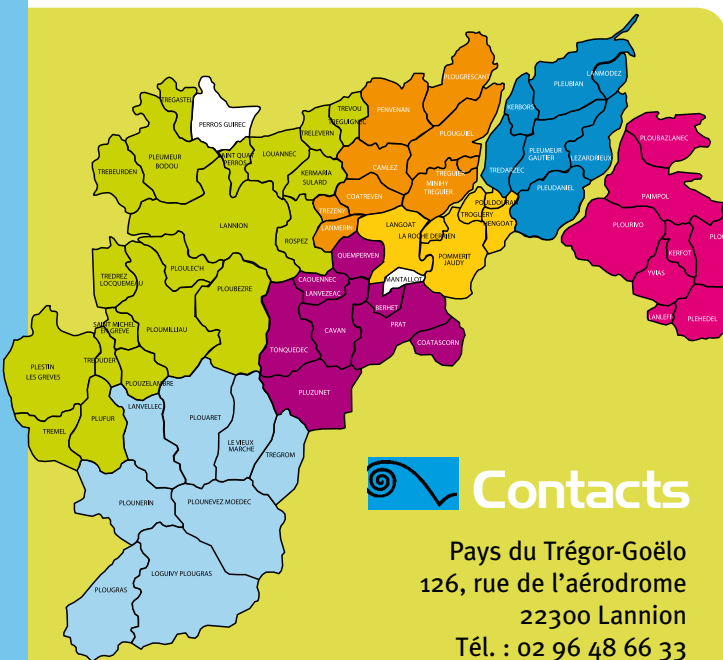 PLOUGRESCANT
LANMODEZ
PLEUBIAN
TREGASTEL
KERBORS
PERROS GUIREC
TREVOU
TREGUIGNEC
PENVENAN
PLOUGUIEL
PLOUBAZLANEC
TRELEVERN
PLEUMEUR
BODOU
SAINT QUAY
PERROS
LOUANNEC
PLEUMEUR
GAUTIER
LEZARDRIEUX
TREBEURDEN
KERMARIA
SULARD
CAMLEZ
TREGUIER
TREDARZEC
MINIHY
TREGUIER
PLEUDANIEL
PAIMPOL
COATREVEN
POULDOURAN
TREZENY
TROGUERY
HENGOAT
LANNION
LANGOAT
LANMERIN
PLOURIVO
PLOU
ROSPEZ
LA ROCHE DERRIEN
PLOULEC'H
QUEMPERVEN
POMMERIT
JAUDY
KERFOT
YVIAS
TREDREZ
LOCQUEMEAU
CAOUENNEC
LANVEZEAC
MANTALLOT
PLOUBEZRE
BERHET
LANLEFF
PLEHEDEL
SAINT MICHEL
EN GREVE
PLOUMILLIAU
CAVAN
PRAT
COATASCORN
TONQUEDEC
TREDUDER
PLESTIN
LES GREVES
PLOUZELAMBRE
PLUZUNET
LANVELLEC
PLUFUR
PLOUARET
TREMEL
LE VIEUX
MARCHE
TREGROM
PLOUNERIN
PLOUNEVEZ MOEDEC
LOGUIVY PLOUGRAS
PLOUGRAS
Contacts
Pays du Trégor-Goëlo
126, rue de l'aérodrome
22300 Lannion
Tél. : 02 96 48 66 33